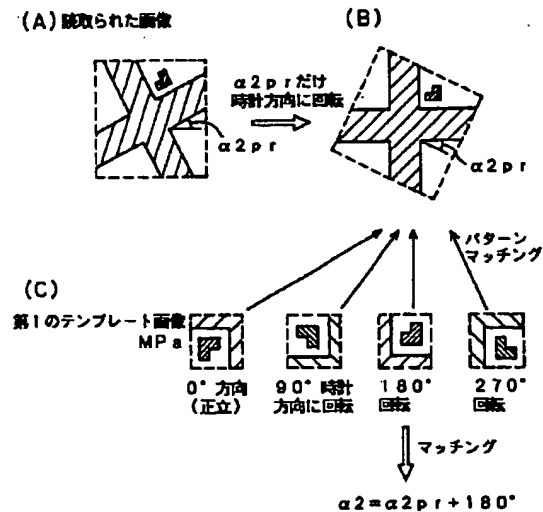 (A) 読取られた画像
(B)
α2prだけ
時計方向に回転
α2pr
α2pr
パターン
マッチング
(C)
第1のテンプレート画像
MPa
0°方向
(正立)
90°時計
方向に回転
180°
回転
270°
回転
マッチング
α2=α2pr+180°